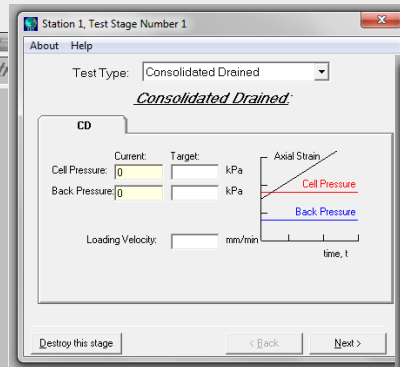 Station 1, Test Stage Number 1
About Help
Test Type: Consolidated Drained
Consolidated Drained:
CD
Current: Target:
Cell Pressure: 0 kPa
Back Pressure: 0 kPa
Loading Velocity: mm/min
Axial Strain
Cell Pressure
Back Pressure
time, t
Destroy this stage < Back Next >